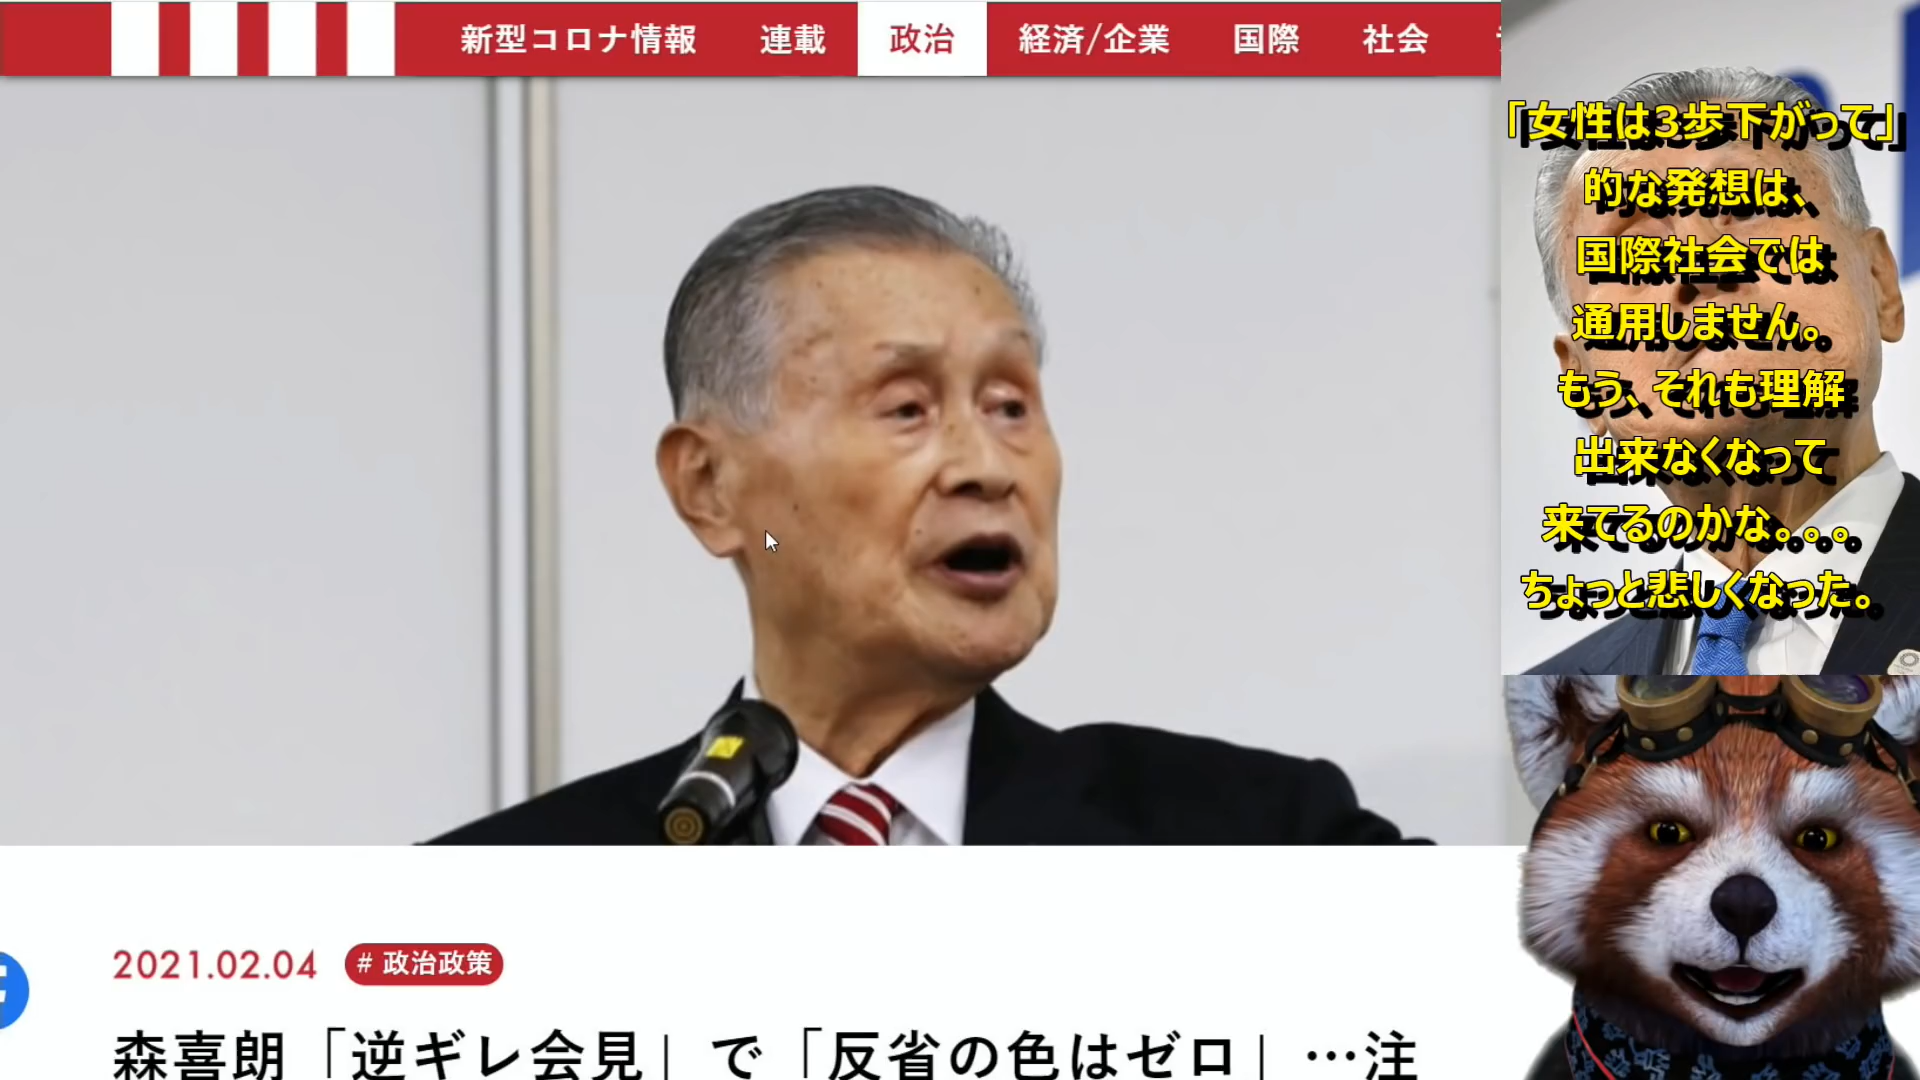 新型コロナ情報 連載 政治 経済/企業 国際 社会
「女性は3歩下がって」
的な発想は、
国際社会では
通用しません。
もう、それも理解
出来なくなって
来てるのかな。。。
ちょっと悲しくなった。
2021.02.04 # 政治政策
森喜朗「逆ギレ会見」で「反省の色はゼロ」…注